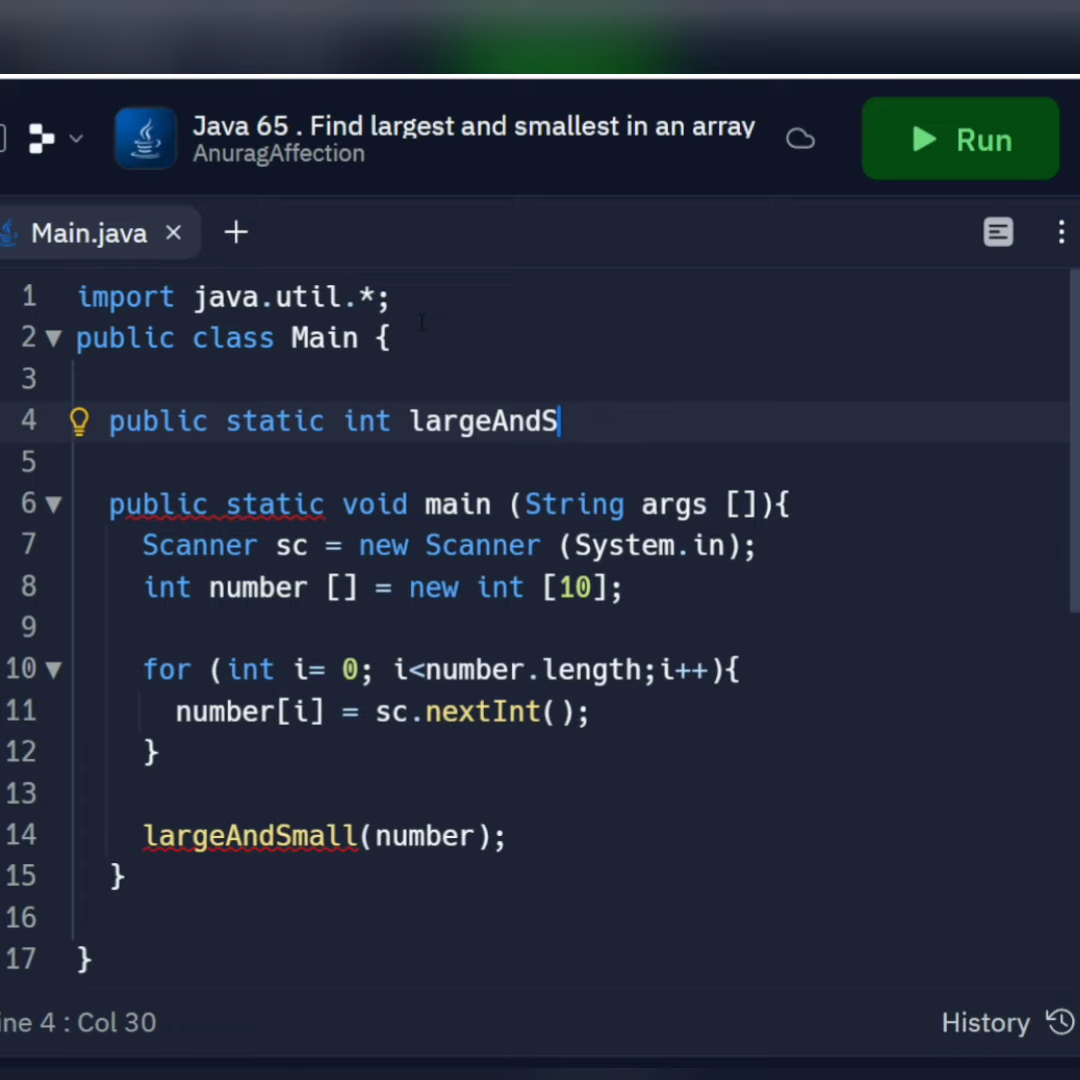 Java 65 . Find largest and smallest in an array
AnuragAffection
Run
Main.java
1 import java.util.*;
2 public class Main {
3
4 public static int largeAndS
5
6 public static void main (String args []){
7 Scanner sc = new Scanner (System.in);
8 int number [] = new int [10];
9
10 for (int i= 0; i<number.length;i++){
11 number[i] = sc.nextInt();
12 }
13
14 largeAndSmall(number);
15 }
16
17 }
ine 4 : Col 30
History